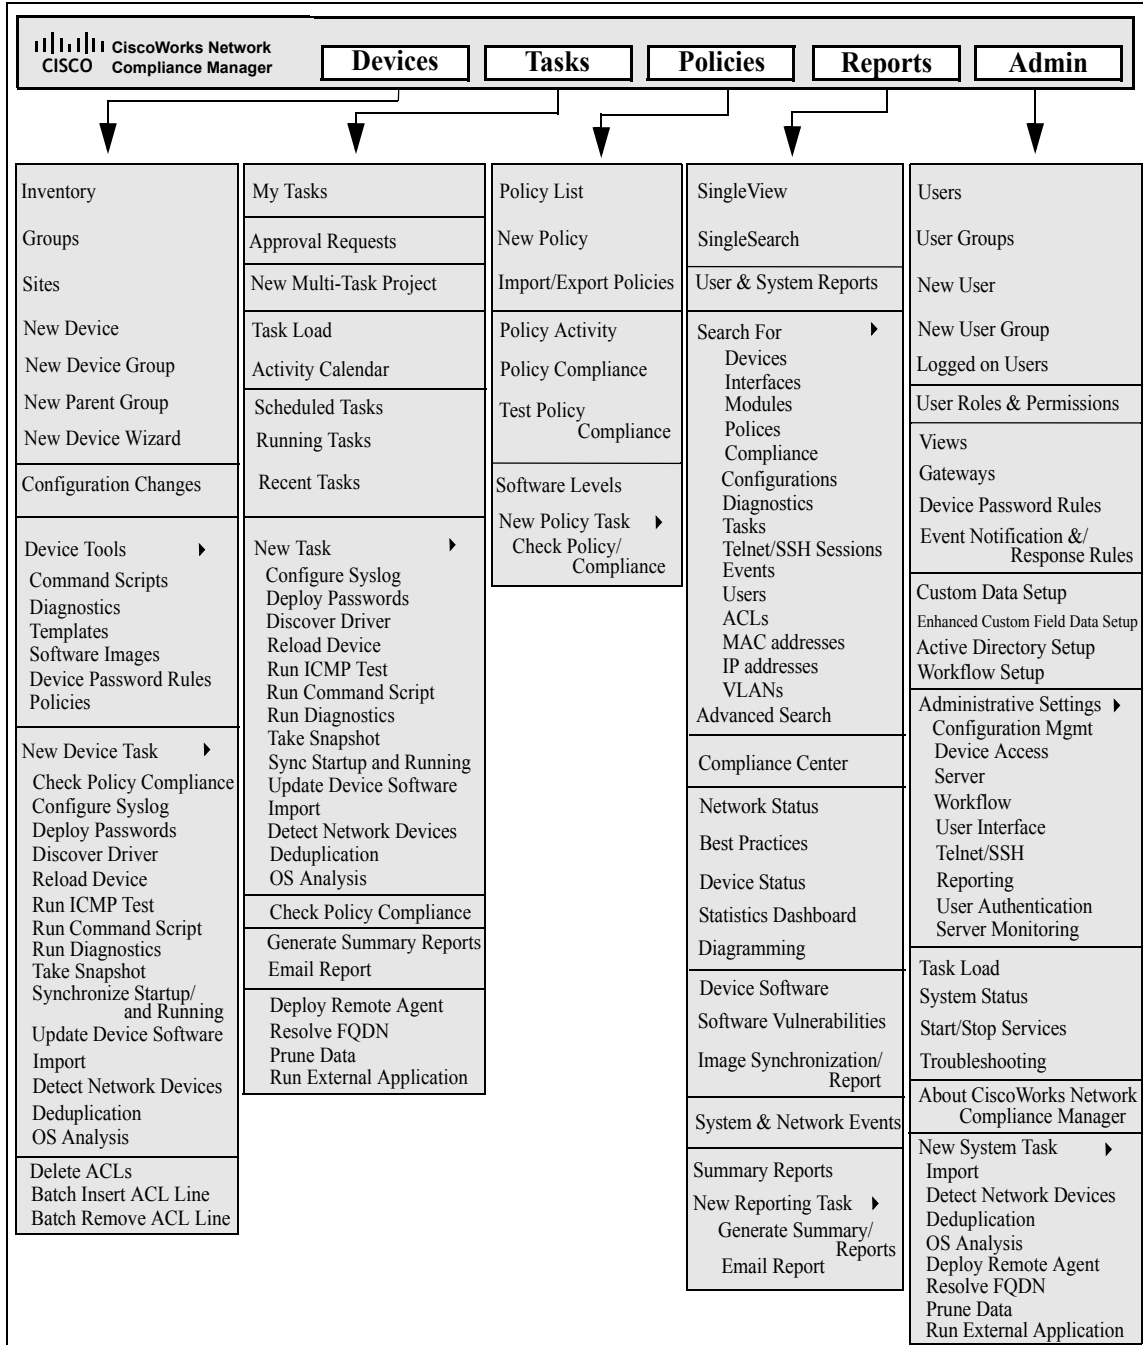 CiscoWorks Network
CISCO Compliance Manager
Devices
Tasks
Policies
Reports
Admin
Inventory
Groups
Sites
New Device
New Device Group
New Parent Group
New Device Wizard
Configuration Changes
Device Tools
Command Scripts
Diagnostics
Templates
Software Images
Device Password Rules
Policies
New Device Task
Check Policy Compliance
Configure Syslog
Deploy Passwords
Discover Driver
Reload Device
Run ICMP Test
Run Command Script
Run Diagnostics
Take Snapshot
Synchronize Startup/
and Running
Update Device Software
Import
Detect Network Devices
Deduplication
OS Analysis
Delete ACLs
Batch Insert ACL Line
Batch Remove ACL Line
My Tasks
Approval Requests
New Multi-Task Project
Task Load
Activity Calendar
Scheduled Tasks
Running Tasks
Recent Tasks
New Task
Configure Syslog
Deploy Passwords
Discover Driver
Reload Device
Run ICMP Test
Run Command Script
Run Diagnostics
Take Snapshot
Sync Startup and Running
Update Device Software
Import
Detect Network Devices
Deduplication
OS Analysis
Check Policy Compliance
Generate Summary Reports
Email Report
Deploy Remote Agent
Resolve FQDN
Prune Data
Run External Application
Policy List
New Policy
Import/Export Policies
Policy Activity
Policy Compliance
Test Policy
Compliance
Software Levels
New Policy Task
Check Policy/
Compliance
SingleView
SingleSearch
User & System Reports
Search For
Devices
Interfaces
Modules
Polices
Compliance
Configurations
Diagnostics
Tasks
Telnet/SSH Sessions
Events
Users
ACLs
MAC addresses
IP addresses
VLANs
Advanced Search
Compliance Center
Network Status
Best Practices
Device Status
Statistics Dashboard
Diagramming
Device Software
Software Vulnerabilities
Image Synchronization/
Report
System & Network Events
Summary Reports
New Reporting Task
Generate Summary/
Reports
Email Report
Users
User Groups
New User
New User Group
Logged on Users
User Roles & Permissions
Views
Gateways
Device Password Rules
Event Notification &/
Response Rules
Custom Data Setup
Enhanced Custom Field Data Setup
Active Directory Setup
Workflow Setup
Administrative Settings
Configuration Mgmt
Device Access
Server
Workflow
User Interface
Telnet/SSH
Reporting
User Authentication
Server Monitoring
Task Load
System Status
Start/Stop Services
Troubleshooting
About CiscoWorks Network
Compliance Manager
New System Task
Import
Detect Network Devices
Deduplication
OS Analysis
Deploy Remote Agent
Resolve FQDN
Prune Data
Run External Application